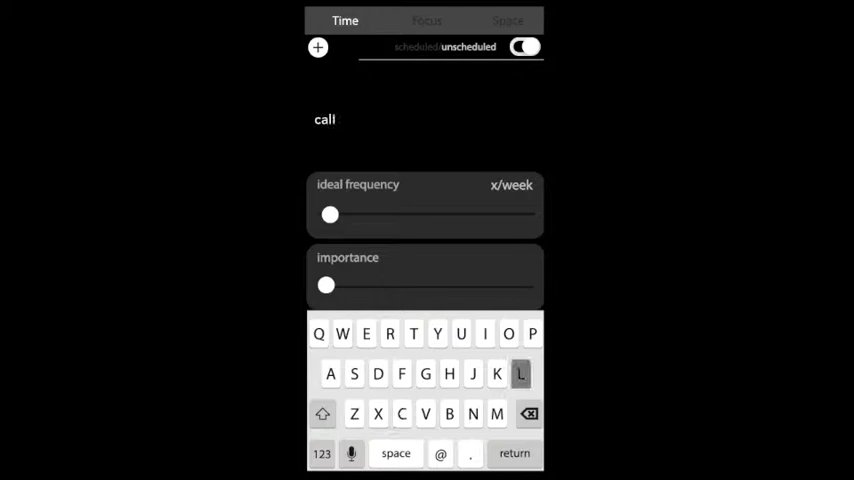 Time Focus Space
scheduled/unscheduled
call
ideal frequency x/week
importance
Q W E R T Y U I O P
A S D F G H J K L
Z X C V B N M
123 space @ . return